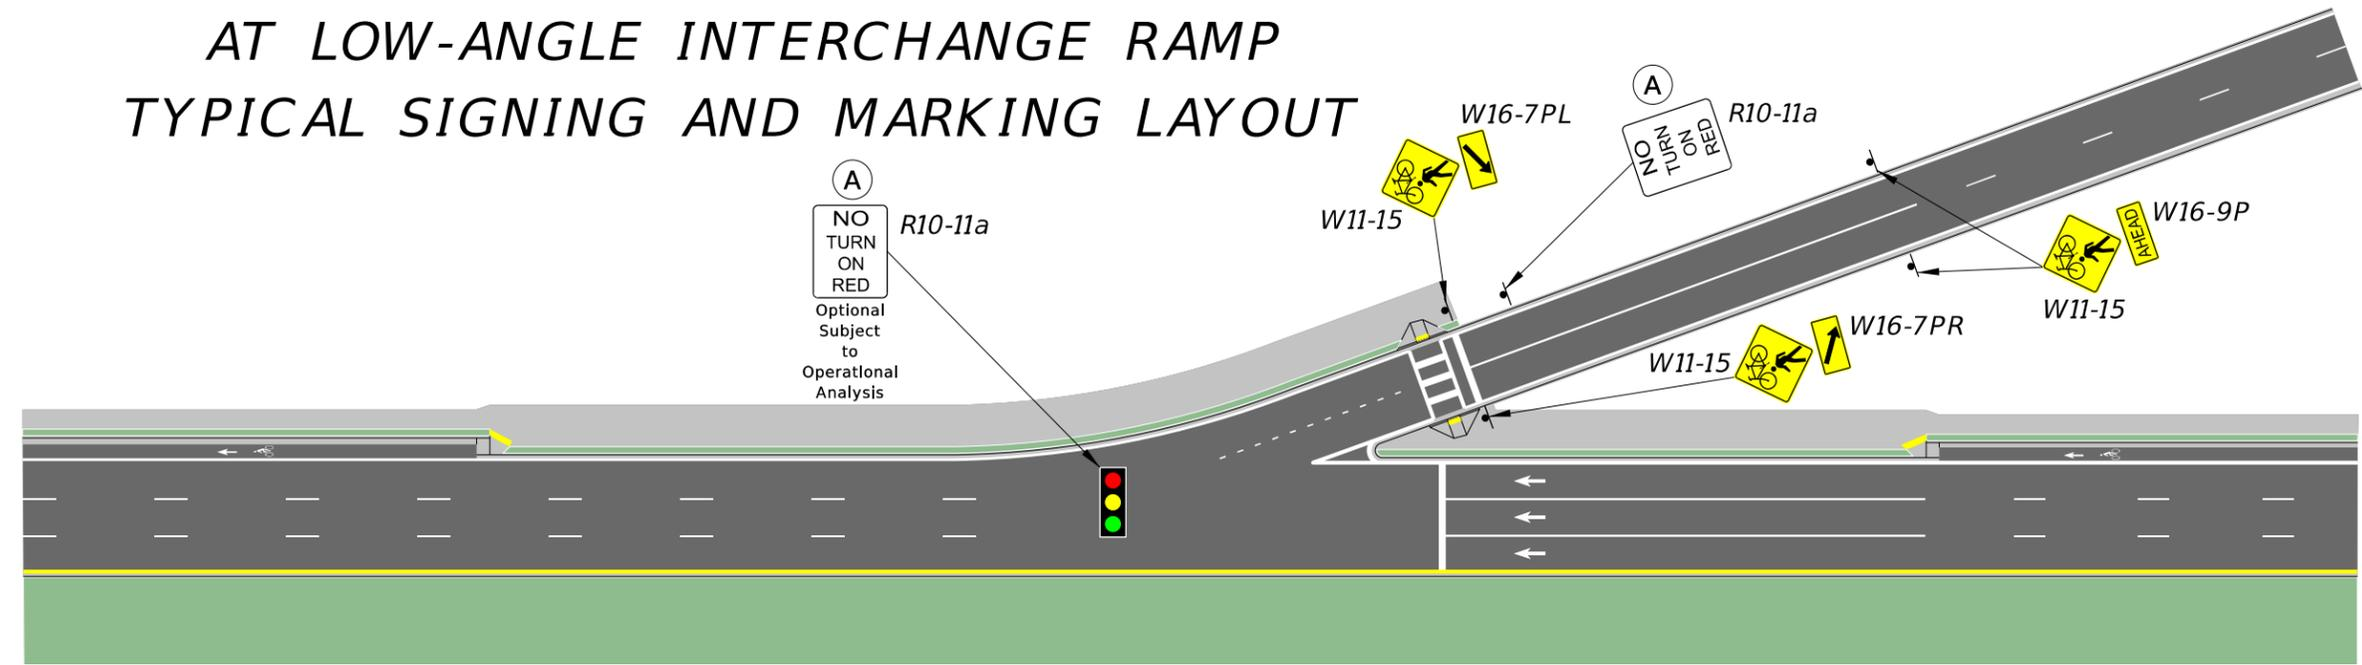 AT LOW-ANGLE INTERCHANGE RAMP
TYPICAL SIGNING AND MARKING LAYOUT
A
NO
TURN
ON
RED
R10-11a
Optional
Subject
to
Operational
Analysis
W16-7PL
W11-15
A
NO
TURN
ON
RED
R10-11a
AHEAD
W16-9P
W11-15
W16-7PR
W11-15